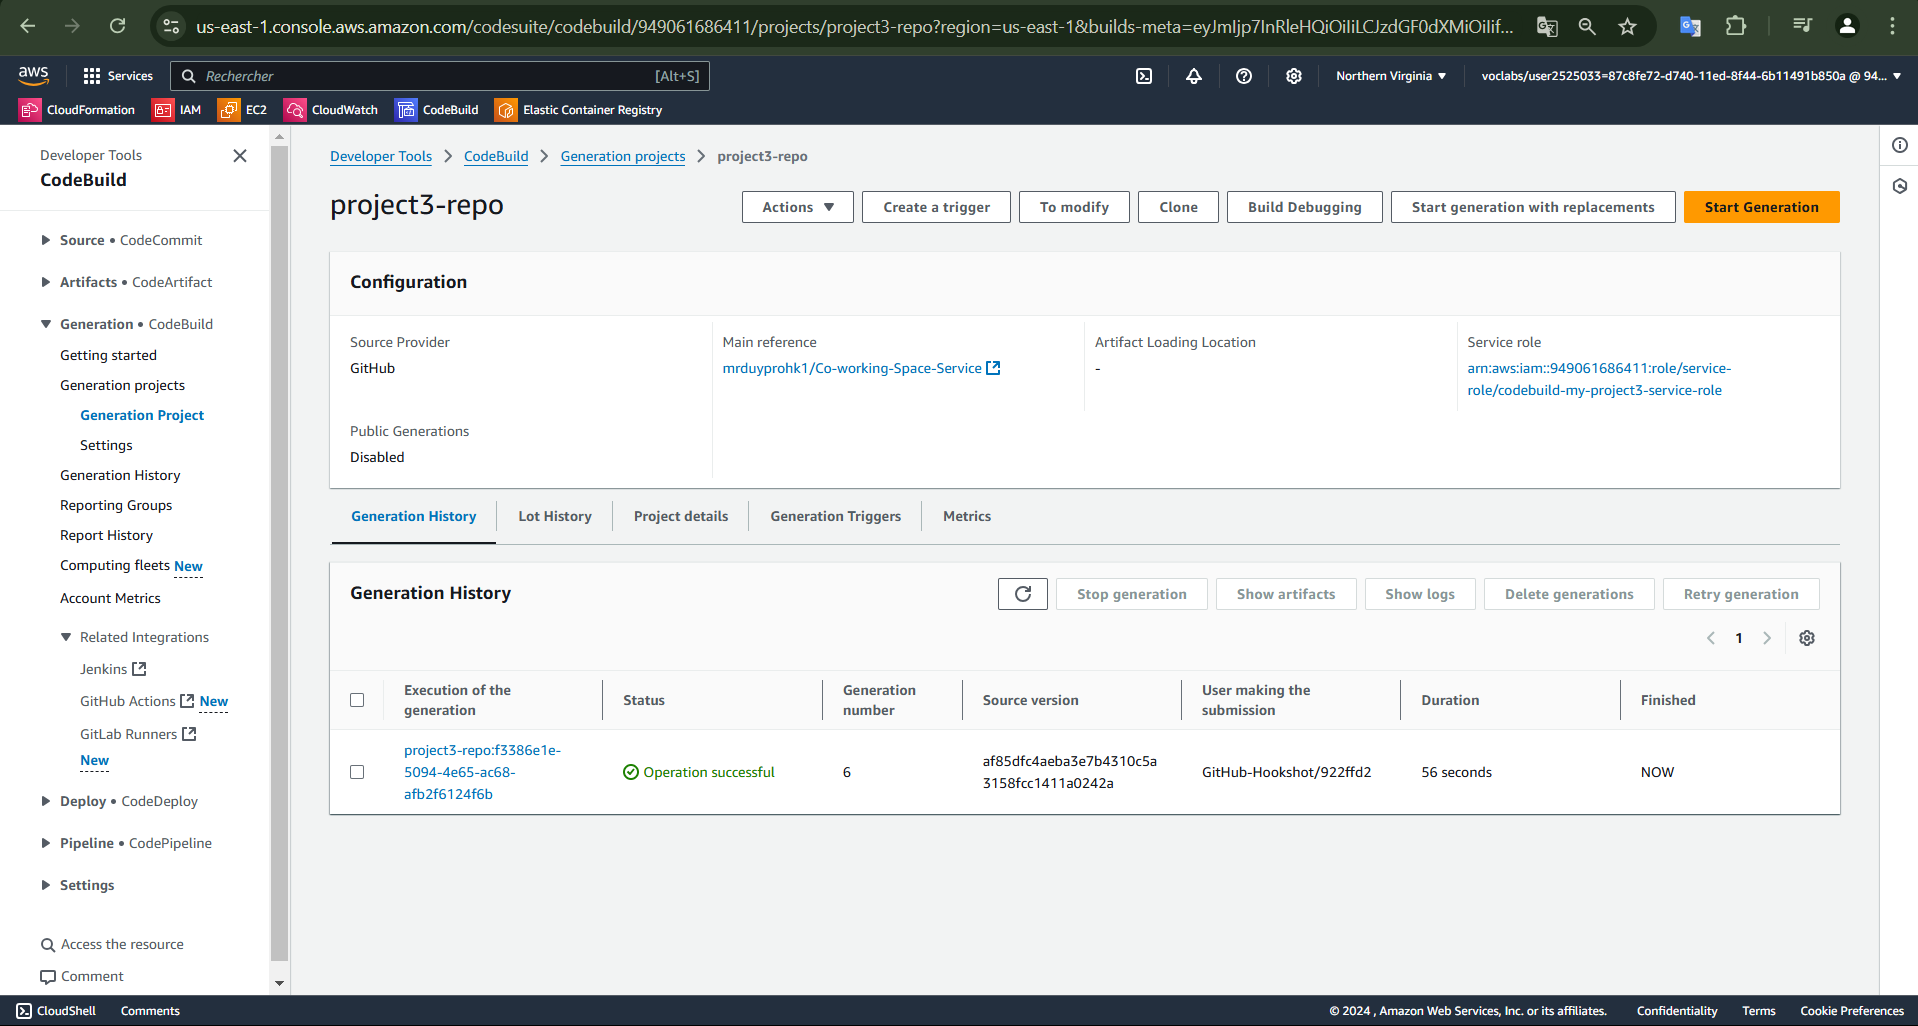 us-east-1.console.aws.amazon.com/codesuite/codebuild/949061686411/projects/project3-repo?region=us-east-1&builds-meta=eyJmIjp7InRleHQiOiIiLCJzdGF0dXMiOiIif...
aws
Services
Rechercher
[Alt+S]
Northern Virginia
voclabs/user2525033=87c8fe72-d740-11ed-8f44-6b11491b850a @ 94...
CloudFormation
IAM
EC2
CloudWatch
CodeBuild
Elastic Container Registry
Developer Tools
CodeBuild
Source • CodeCommit
Artifacts • CodeArtifact
Generation • CodeBuild
Getting started
Generation projects
Generation Project
Settings
Generation History
Reporting Groups
Report History
Computing fleets New
Account Metrics
Related Integrations
Jenkins
GitHub Actions New
GitLab Runners
New
Deploy • CodeDeploy
Pipeline • CodePipeline
Settings
Access the resource
Comment
Developer Tools
CodeBuild
Generation projects
project3-repo
project3-repo
Actions
Create a trigger
To modify
Clone
Build Debugging
Start generation with replacements
Start Generation
Configuration
Source Provider
GitHub
Main reference
mrduyprohk1/Co-working-Space-Service
Artifact Loading Location
-
Service role
arn:aws:iam::949061686411:role/service-
role/codebuild-my-project3-service-role
Public Generations
Disabled
Generation History
Lot History
Project details
Generation Triggers
Metrics
Generation History
Stop generation
Show artifacts
Show logs
Delete generations
Retry generation
1
Execution of the
generation
Status
Generation
number
Source version
User making the
submission
Duration
Finished
project3-repo:f3386e1e-
5094-4e65-ac68-
afb2f6124f6b
Operation successful
6
af85dfc4aeba3e7b4310c5a
3158fcc1411a0242a
GitHub-Hookshot/922ffd2
56 seconds
NOW
CloudShell
Comments
© 2024 , Amazon Web Services, Inc. or its affiliates.
Confidentiality
Terms
Cookie Preferences